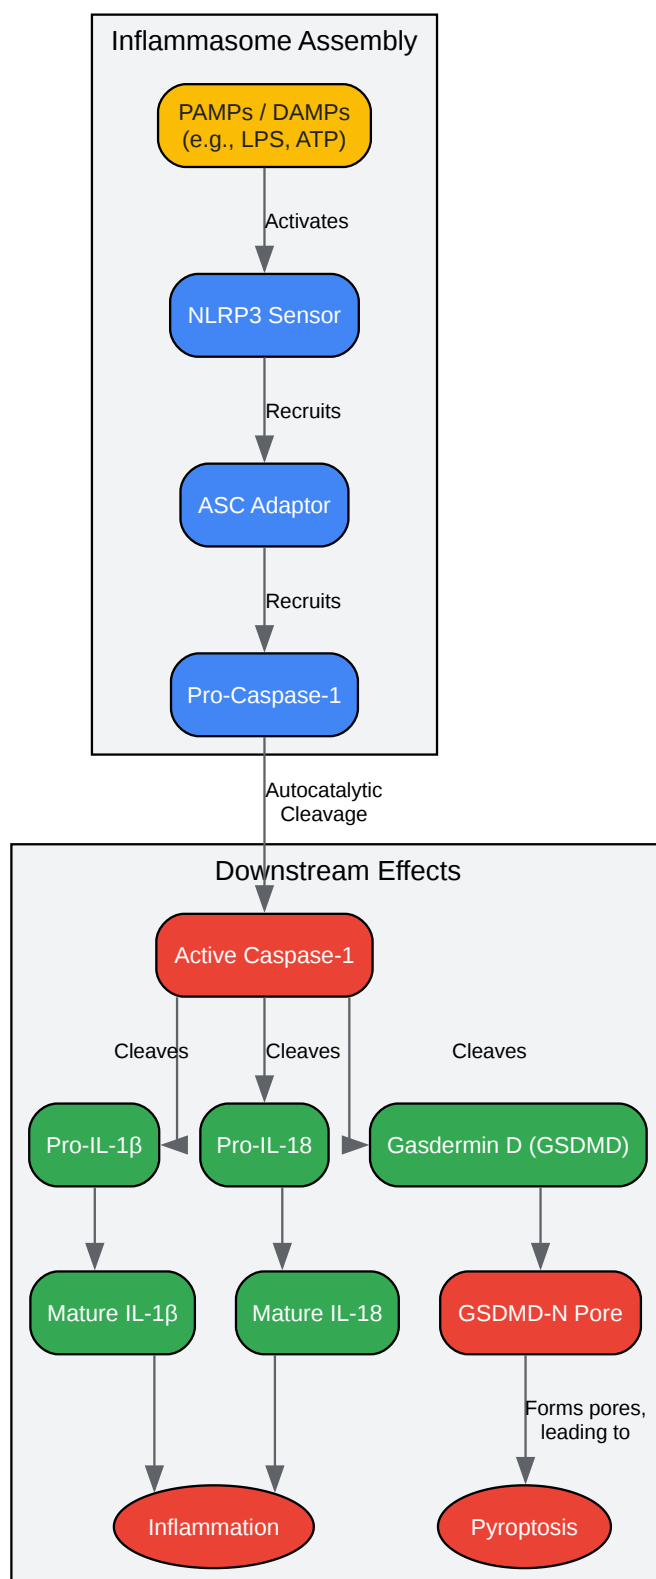 Inflammasome Assembly
PAMPs / DAMPs
(e.g., LPS, ATP)
Activates
NLRP3 Sensor
Recruits
ASC Adaptor
Recruits
Pro-Caspase-1
Autocatalytic
Cleavage
Downstream Effects
Active Caspase-1
Cleaves
Cleaves
Cleaves
Pro-IL-1β
Pro-IL-18
Gasdermin D (GSDMD)
Mature IL-1β
Mature IL-18
GSDMD-N Pore
Forms pores,
leading to
Inflammation
Pyroptosis